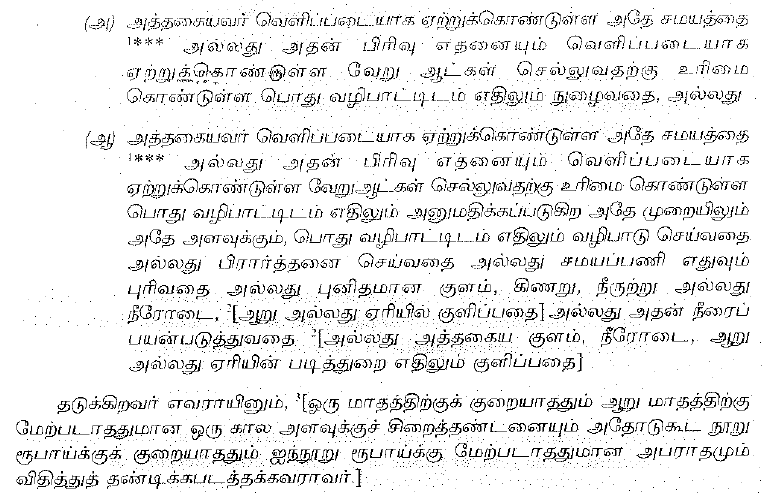 (அ) அத்தகையவர் வெளிப்படையாக ஏற்றுக்கொண்டுள்ள அதே சமயத்தை
¹*** அல்லது அதன் பிரிவு எதனையும் வெளிப்படையாக
ஏற்றுக்கொண்டுள்ள வேறு ஆட்கள் செல்லுவதற்கு உரிமை
கொண்டுள்ள பொது வழிபாட்டிடம் எதிலும் நுழைவதை, அல்லது
(ஆ) அத்தகையவர் வெளிப்படையாக ஏற்றுக்கொண்டுள்ள அதே சமயத்தை
¹*** அல்லது அதன் பிரிவு எதனையும் வெளிப்படையாக
ஏற்றுக்கொண்டுள்ள வேறுஆட்கள் செல்லுவதற்கு உரிமை கொண்டுள்ள
பொது வழிபாட்டிடம் எதிலும் அனுமதிக்கப்படுகிற அதே முறையிலும்
அதே அளவுக்கும், பொது வழிபாட்டிடம் எதிலும் வழிபாடு செய்வதை
அல்லது பிரார்த்தனை செய்வதை அல்லது சமயப்பணி எதுவும்
புரிவதை அல்லது புனிதமான குளம், கிணறு, நீருற்று அல்லது
நீரோடை, ²[ஆறு அல்லது ஏரியில் குளிப்பதை] அல்லது அதன் நீரைப்
பயன்படுத்துவதை ²[அல்லது அத்தகைய குளம், நீரோடை, ஆறு
அல்லது ஏரியின் படித்துறை எதிலும் குளிப்பதை]
தடுக்கிறவர் எவராயினும், ³[ஒரு மாதத்திற்குக் குறையாததும் ஆறு மாதத்திற்கு
மேற்படாததுமான ஒரு கால அளவுக்குச் சிறைத்தண்டனையும் அதோடுகூட நூறு
ரூபாய்க்குக் குறையாததும் ஐந்நூறு ரூபாய்க்கு மேற்படாததுமான அபராதமும்
விதித்துத் தண்டிக்கபடத்தக்கவராவர்.]